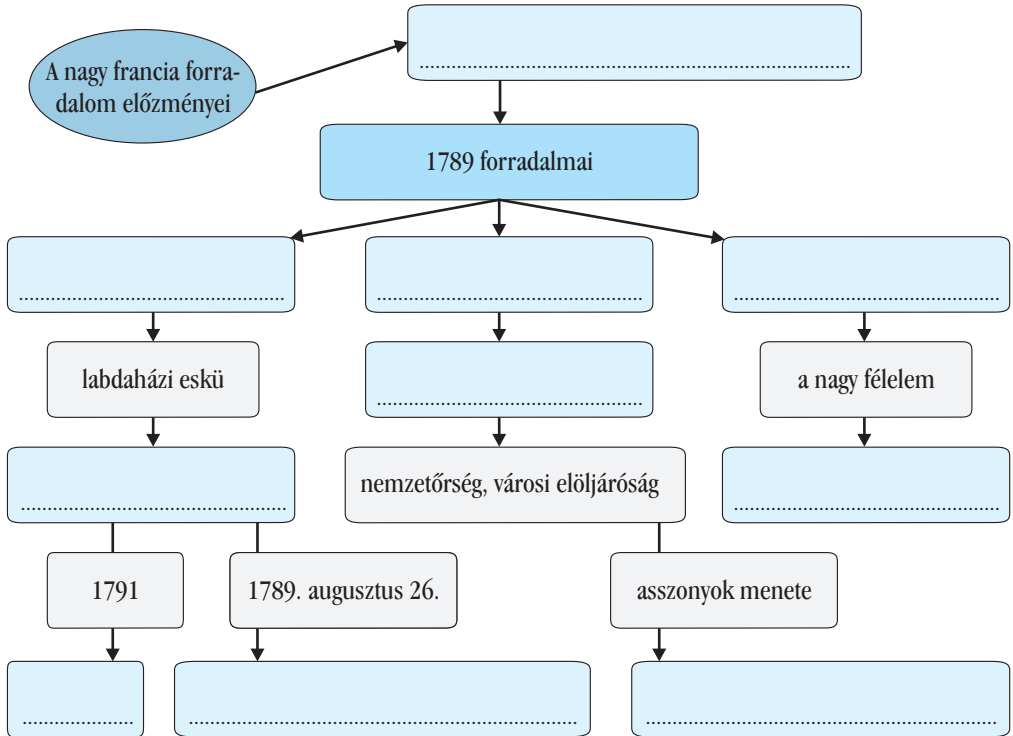 A nagy francia forra-
dalom előzményei
1789 forradalmai
labdaházi eskü
a nagy félelem
nemzetőrség, városi elöljáróság
1791
1789. augusztus 26.
asszonyok menete